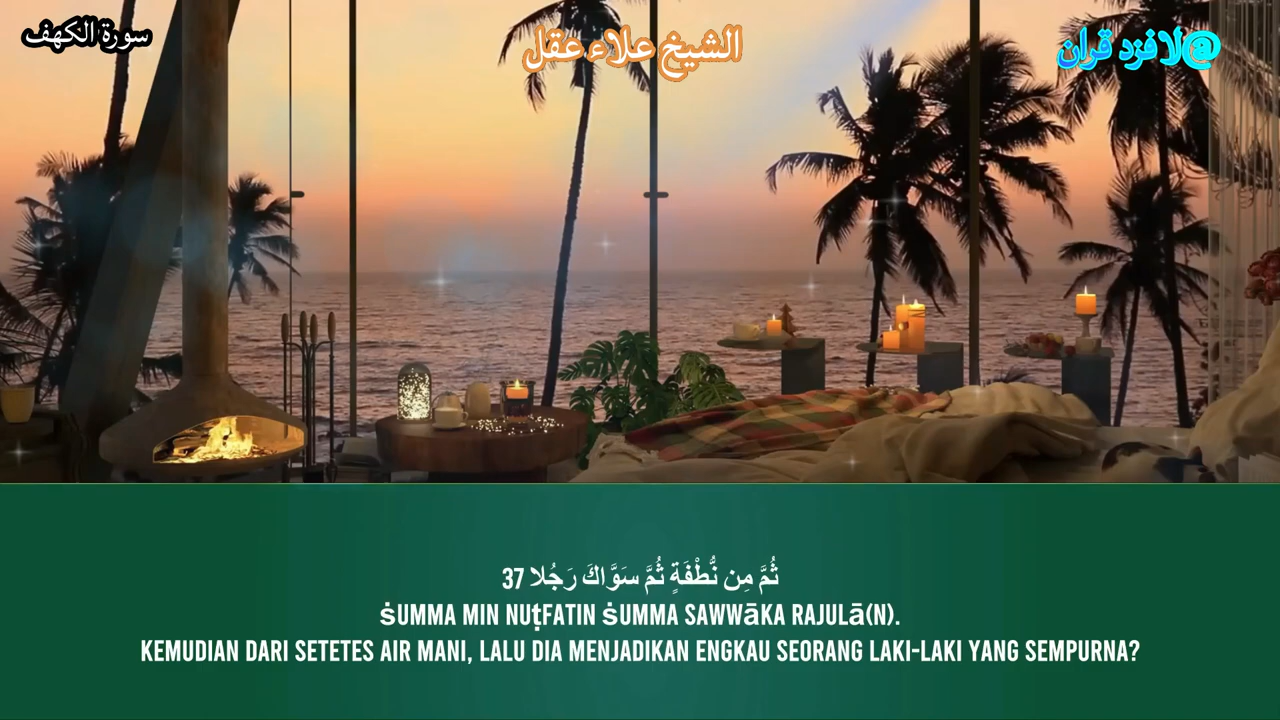 سورة الكهف
الشيخ علاء عقل
@لافزد قران
ثُمَّ مِن نُّطْفَةٍ ثُمَّ سَوَّاكَ رَجُلا 37
ṡUMMA MIN NUṭFATIN ṡUMMA SAWWāKA RAJULā(N).
KEMUDIAN DARI SETETES AIR MANI, LALU DIA MENJADIKAN ENGKAU SEORANG LAKI-LAKI YANG SEMPURNA?